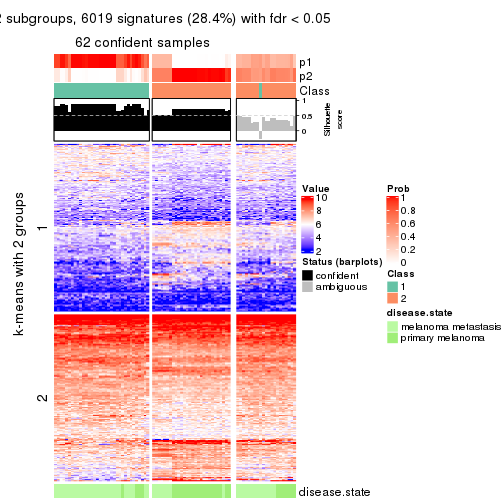 2 subgroups, 6019 signatures (28.4%) with fdr < 0.05
62 confident samples
p1
p2
Class
1
0.5
0
Silhouette
score
k-means with 2 groups
1
2
Value
10
8
6
4
2
Status (barplots)
confident
ambiguous
Prob
1
0.8
0.6
0.4
0.2
0
Class
1
2
disease.state
melanoma metastasis
primary melanoma
disease.state